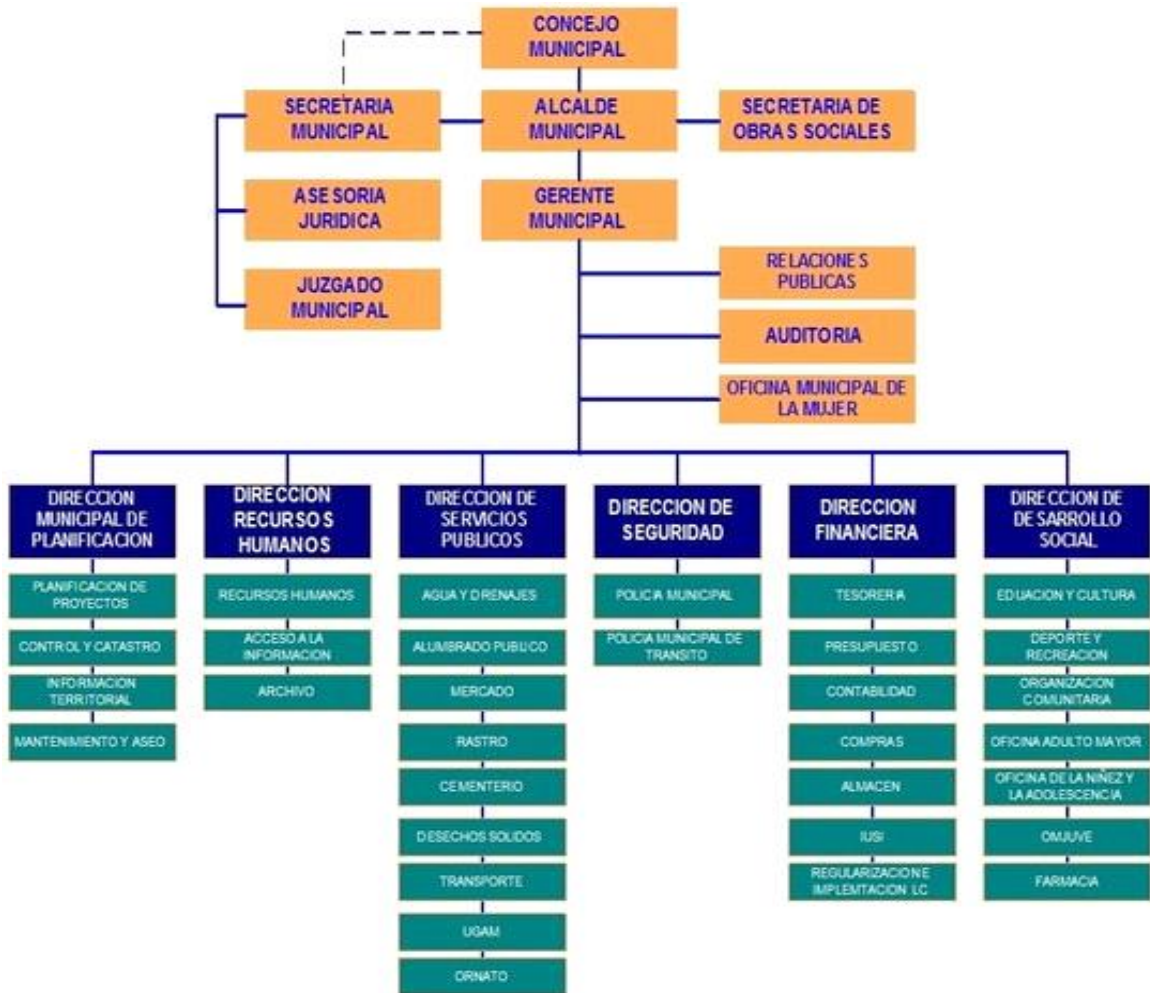 CONCEJO
MUNICIPAL
SECRETARIA
MUNICIPAL
ALCALDE
MUNICIPAL
SECRETARIA DE
OBRAS SOCIALES
ASESORIA
JURIDICA
GERENTE
MUNICIPAL
JUZGADO
MUNICIPAL
RELACIONES
PUBLICAS
AUDITORIA
OFICINA MUNICIPAL DE
LA MUJER
DIRECCION
MUNICIPAL DE
PLANIFICACION
PLANIFICACION DE
PROYECTOS
CONTROL Y CATASTRO
INFORMACION
TERRITORIAL
MANTENIMIENTO Y ASEO
DIRECCION
RECURSOS
HUMANOS
RECURSOS HUMANOS
ACCESO A LA
INFORMACION
ARCHIVO
DIRECCION DE
SERVICIOS
PUBLICOS
AGUA Y DRENAJES
ALUMBRADO PUBLICO
MERCADO
RASTRO
CEMENTERIO
DESECHOS SOLIDOS
TRANSPORTE
UGAM
ORNATO
DIRECCION DE
SEGURIDAD
POLICIA MUNICIPAL
POLICIA MUNICIPAL DE
TRANSITO
DIRECCION
FINANCIERA
TESORERIA
PRESUPUESTO
CONTABILIDAD
COMPRAS
ALMACEN
IUSI
REGULARIZACION E
IMPLEMTACION LC
DIRECCION DE
DESARROLLO
SOCIAL
EDUACION Y CULTURA
DEPORTE Y
RECREACION
ORGANIZACION
COMUNITARIA
OFICINA ADULTO MAYOR
OFICINA DE LA NIÑEZ Y
LA ADOLESCENCIA
OMJUVE
FARMACIA